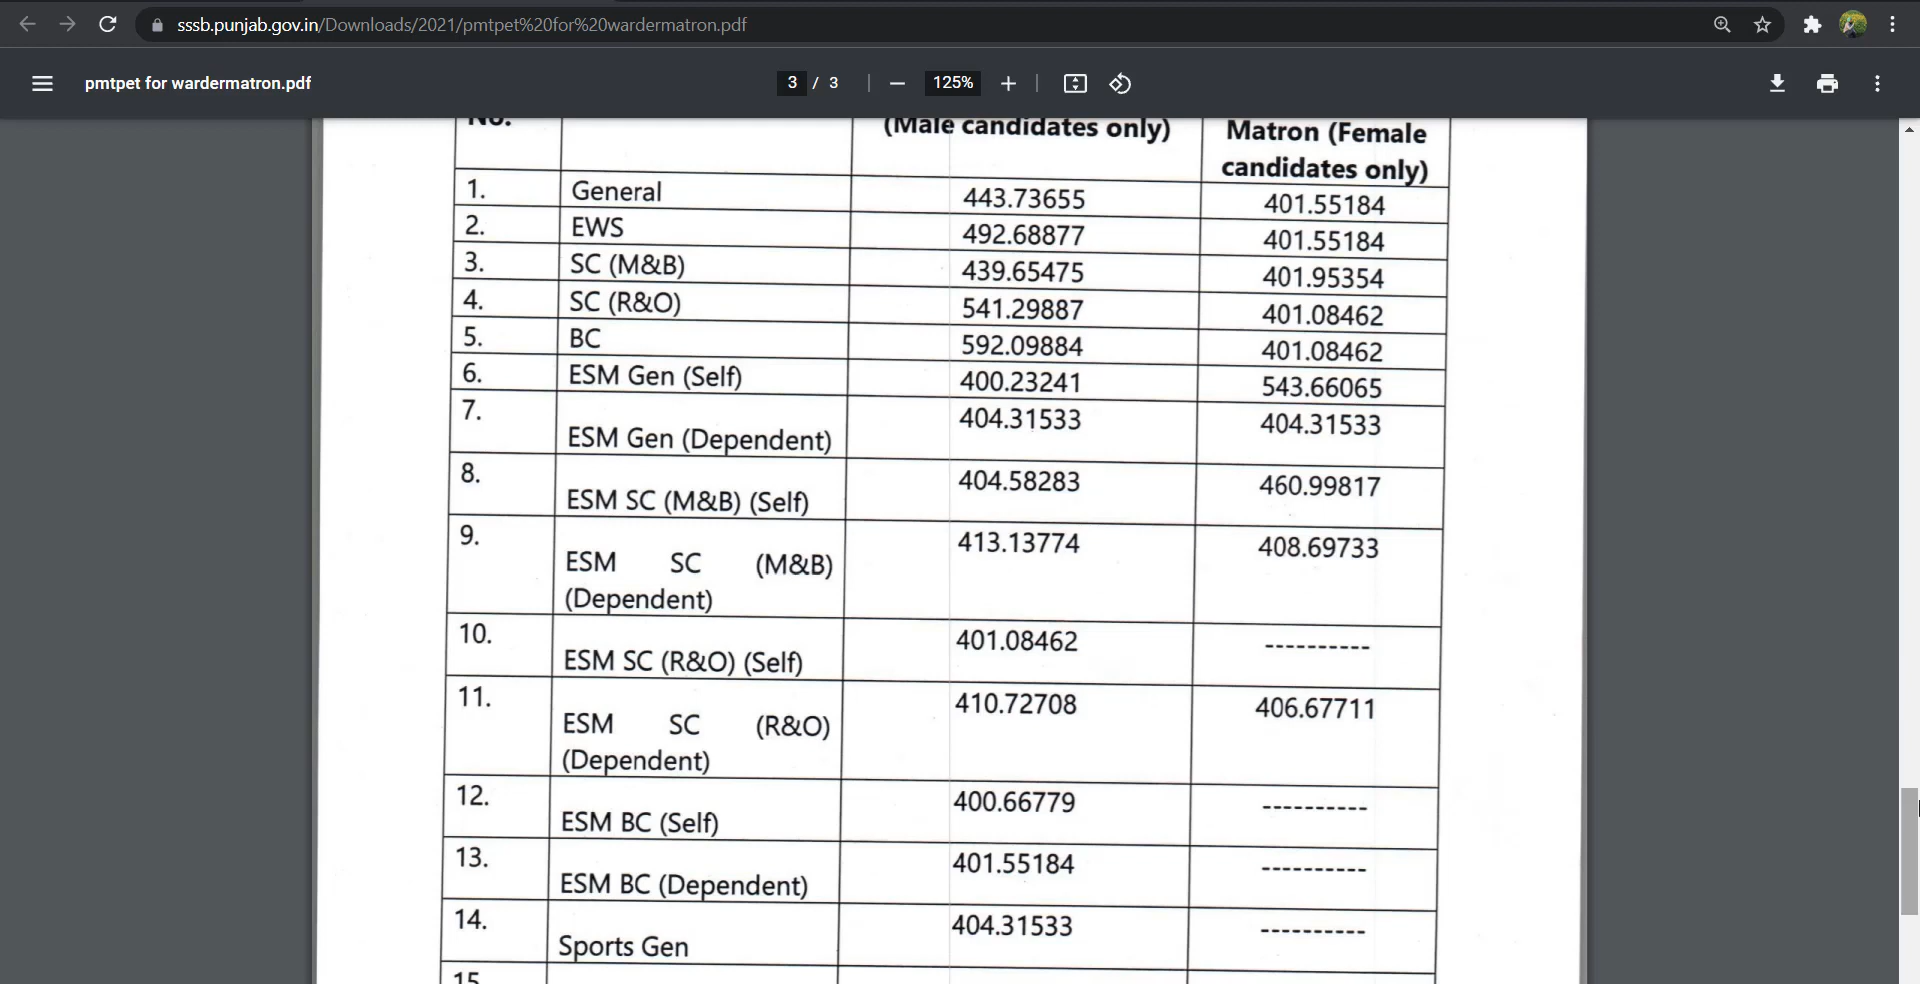 sssb.punjab.gov.in/Downloads/2021/pmtpet%20for%20wardermatron.pdf
pmtpet for wardermatron.pdf
3 / 3
125%
No.
(Male candidates only)
Matron (Female
candidates only)
1. General 443.73655 401.55184
2. EWS 492.68877 401.55184
3. SC (M&B) 439.65475 401.95354
4. SC (R&O) 541.29887 401.08462
5. BC 592.09884 401.08462
6. ESM Gen (Self) 400.23241 543.66065
7. ESM Gen (Dependent) 404.31533 404.31533
8. ESM SC (M&B) (Self) 404.58283 460.99817
9. ESM SC (M&B) 413.13774 408.69733
(Dependent)
10. ESM SC (R&O) (Self) 401.08462 ----------
11. ESM SC (R&O) 410.72708 406.67711
(Dependent)
12. ESM BC (Self) 400.66779 ----------
13. ESM BC (Dependent) 401.55184 ----------
14. Sports Gen 404.31533 ----------
15